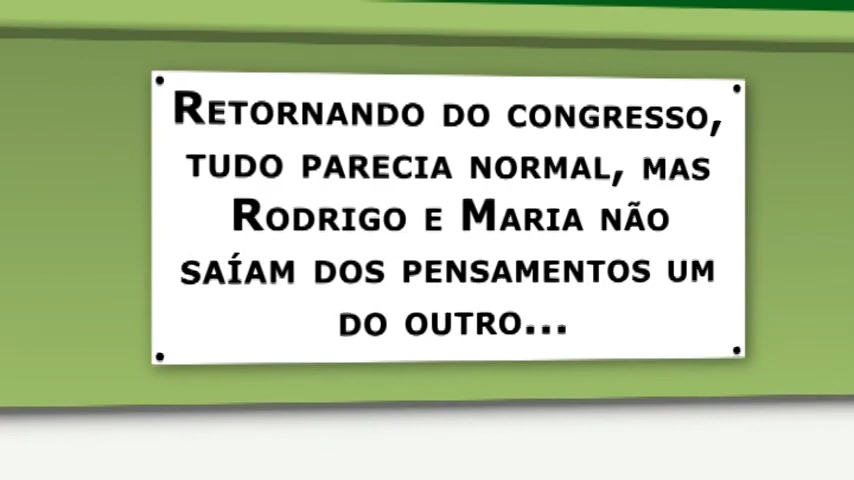 Retornando do congresso,
tudo parecia normal, mas
Rodrigo e Maria não
saíam dos pensamentos um
do outro...